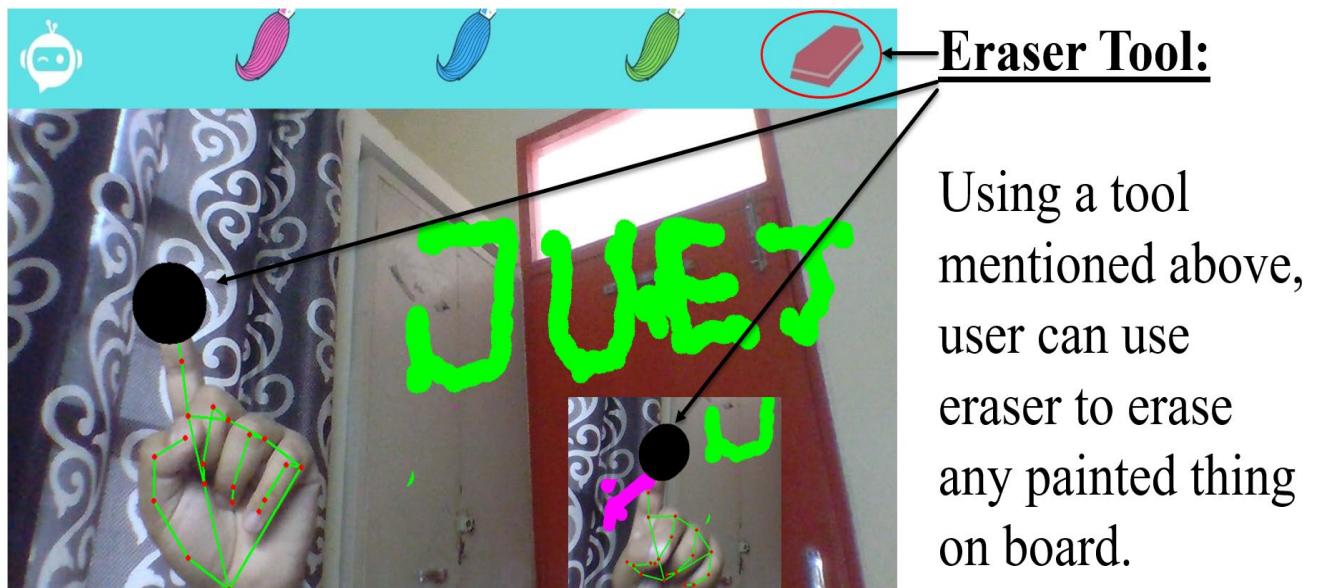 Eraser Tool:
JUET
Using a tool
mentioned above,
user can use
eraser to erase
any painted thing
on board.